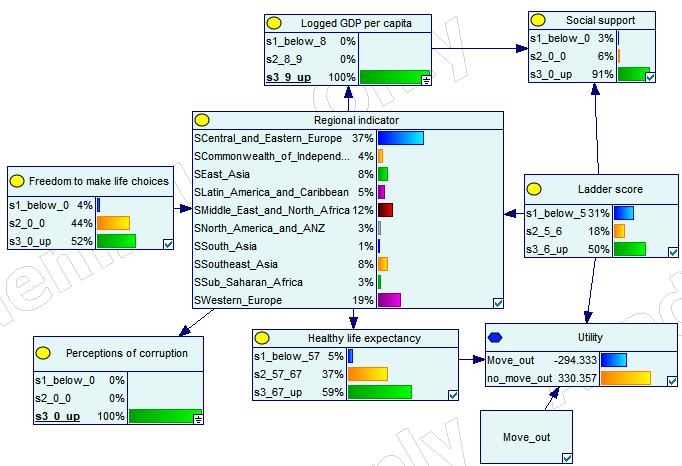 Logged GDP per capita
s1_below_8 0%
s2_8_9 0%
s3_9_up 100%
Social support
s1_below_0 3%
s2_0_0 6%
s3_0_up 91%
Regional indicator
SCentral_and_Eastern_Europe 37%
SCommonwealth_of_Independ... 4%
SEast_Asia 8%
SLatin_America_and_Caribbean 5%
SMiddle_East_and_North_Africa 12%
SNorth_America_and_ANZ 3%
SSouth_Asia 1%
SSoutheast_Asia 8%
SSub_Saharan_Africa 3%
SWestern_Europe 19%
Freedom to make life choices
s1_below_0 4%
s2_0_0 44%
s3_0_up 52%
Ladder score
s1_below_5 31%
s2_5_6 18%
s3_6_up 50%
Perceptions of corruption
s1_below_0 0%
s2_0_0 0%
s3_0_up 100%
Healthy life expectancy
s1_below_57 5%
s2_57_67 37%
s3_67_up 59%
Utility
Move_out -294.333
no_move_out 330.357
Move_out